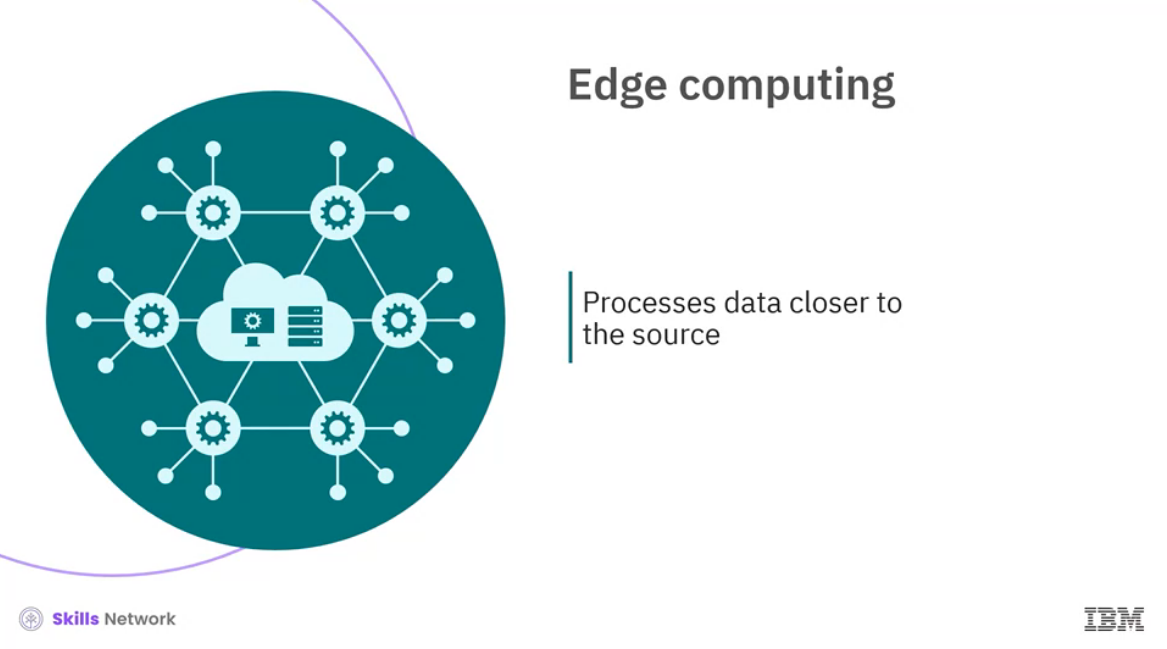 Edge computing
Processes data closer to
the source
Skills Network
IBM